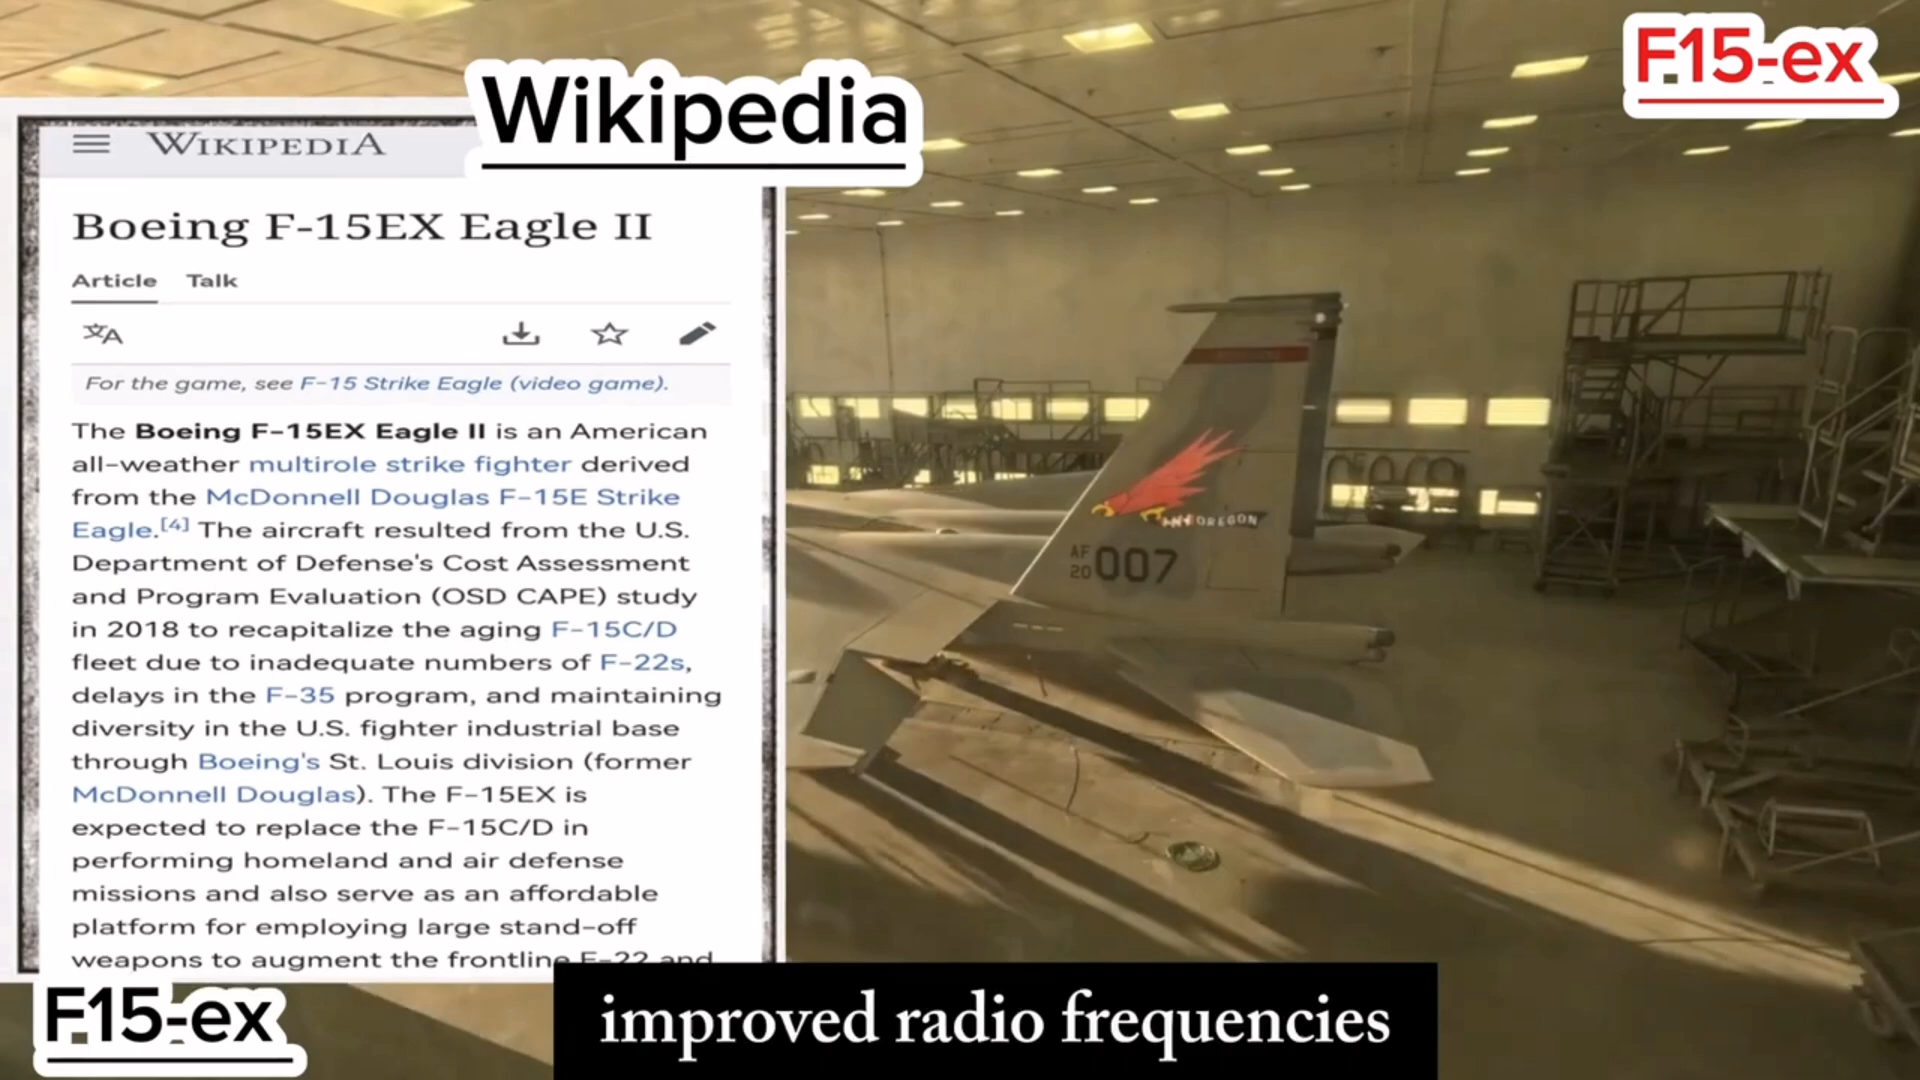 F15-ex
Wikipedia
WIKIPEDIA
Boeing F-15EX Eagle II
Article Talk
For the game, see F-15 Strike Eagle (video game).
The Boeing F-15EX Eagle II is an American
all-weather multirole strike fighter derived
from the McDonnell Douglas F-15E Strike
Eagle.[4] The aircraft resulted from the U.S.
Department of Defense's Cost Assessment
and Program Evaluation (OSD CAPE) study
in 2018 to recapitalize the aging F-15C/D
fleet due to inadequate numbers of F-22s,
delays in the F-35 program, and maintaining
diversity in the U.S. fighter industrial base
through Boeing's St. Louis division (former
McDonnell Douglas). The F-15EX is
expected to replace the F-15C/D in
performing homeland and air defense
missions and also serve as an affordable
platform for employing large stand-off
weapons to augment the frontline F-22 and
OREGON
AF
20 007
F15-ex
improved radio frequencies